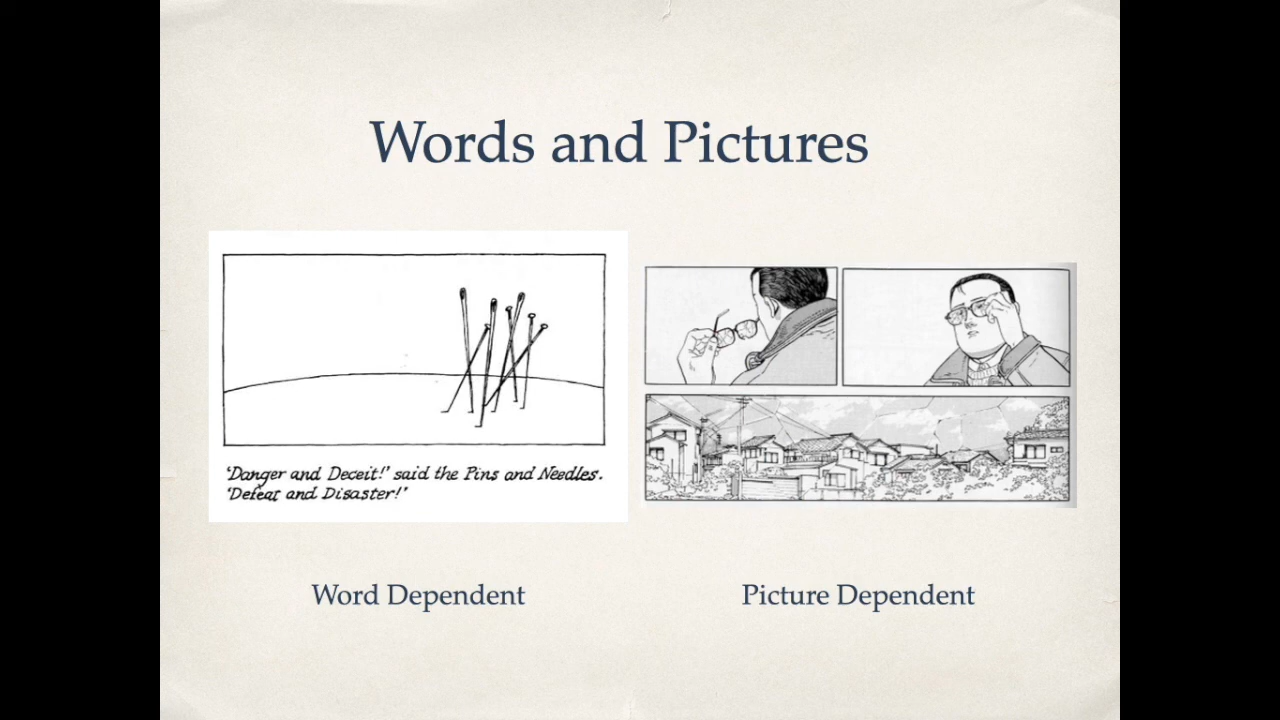 Words and Pictures
'Danger and Deceit!' said the Pins and Needles.
'Defeat and Disaster!'
Word Dependent
Picture Dependent